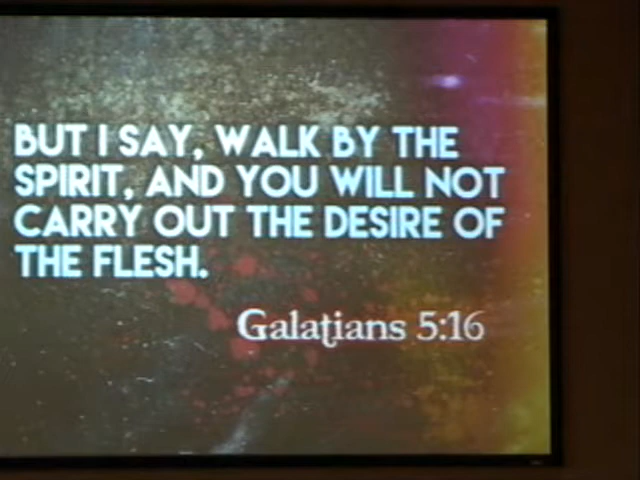 BUT I SAY, WALK BY THE
SPIRIT, AND YOU WILL NOT
CARRY OUT THE DESIRE OF
THE FLESH.
Galatians 5:16